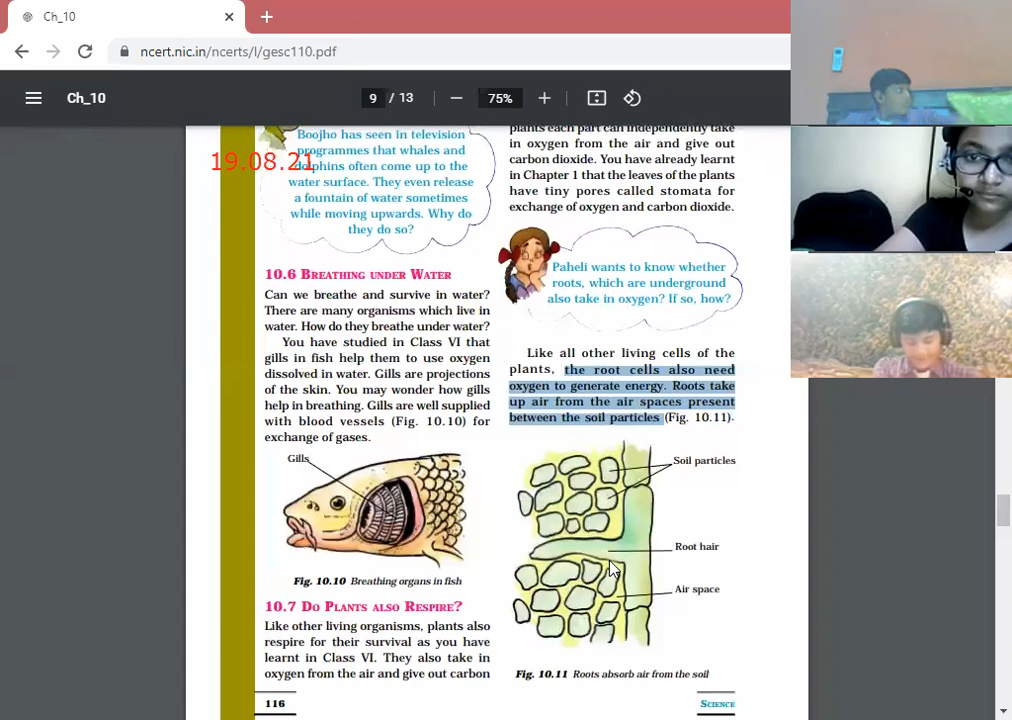 Ch_10
ncert.nic.in/ncerts/l/gesc110.pdf
Ch_10
9 / 13
75%
19.08.21
Boojho has seen in television
programmes that whales and
dolphins often come up to the
water surface. They even release
a fountain of water sometimes
while moving upwards. Why do
they do so?
10.6 BREATHING UNDER WATER
Can we breathe and survive in water?
There are many organisms which live in
water. How do they breathe under water?
You have studied in Class VI that
gills in fish help them to use oxygen
dissolved in water. Gills are projections
of the skin. You may wonder how gills
help in breathing. Gills are well supplied
with blood vessels (Fig. 10.10) for
exchange of gases.
Gills
Fig. 10.10 Breathing organs in fish
10.7 DO PLANTS ALSO RESPIRE?
Like other living organisms, plants also
respire for their survival as you have
learnt in Class VI. They also take in
oxygen from the air and give out carbon
116
plants each part can independently take
in oxygen from the air and give out
carbon dioxide. You have already learnt
in Chapter 1 that the leaves of the plants
have tiny pores called stomata for
exchange of oxygen and carbon dioxide.
Paheli wants to know whether
roots, which are underground
also take in oxygen? If so, how?
Like all other living cells of the
plants, the root cells also need
oxygen to generate energy. Roots take
up air from the air spaces present
between the soil particles (Fig. 10.11).
Soil particles
Root hair
Air space
Fig. 10.11 Roots absorb air from the soil
SCIENCE